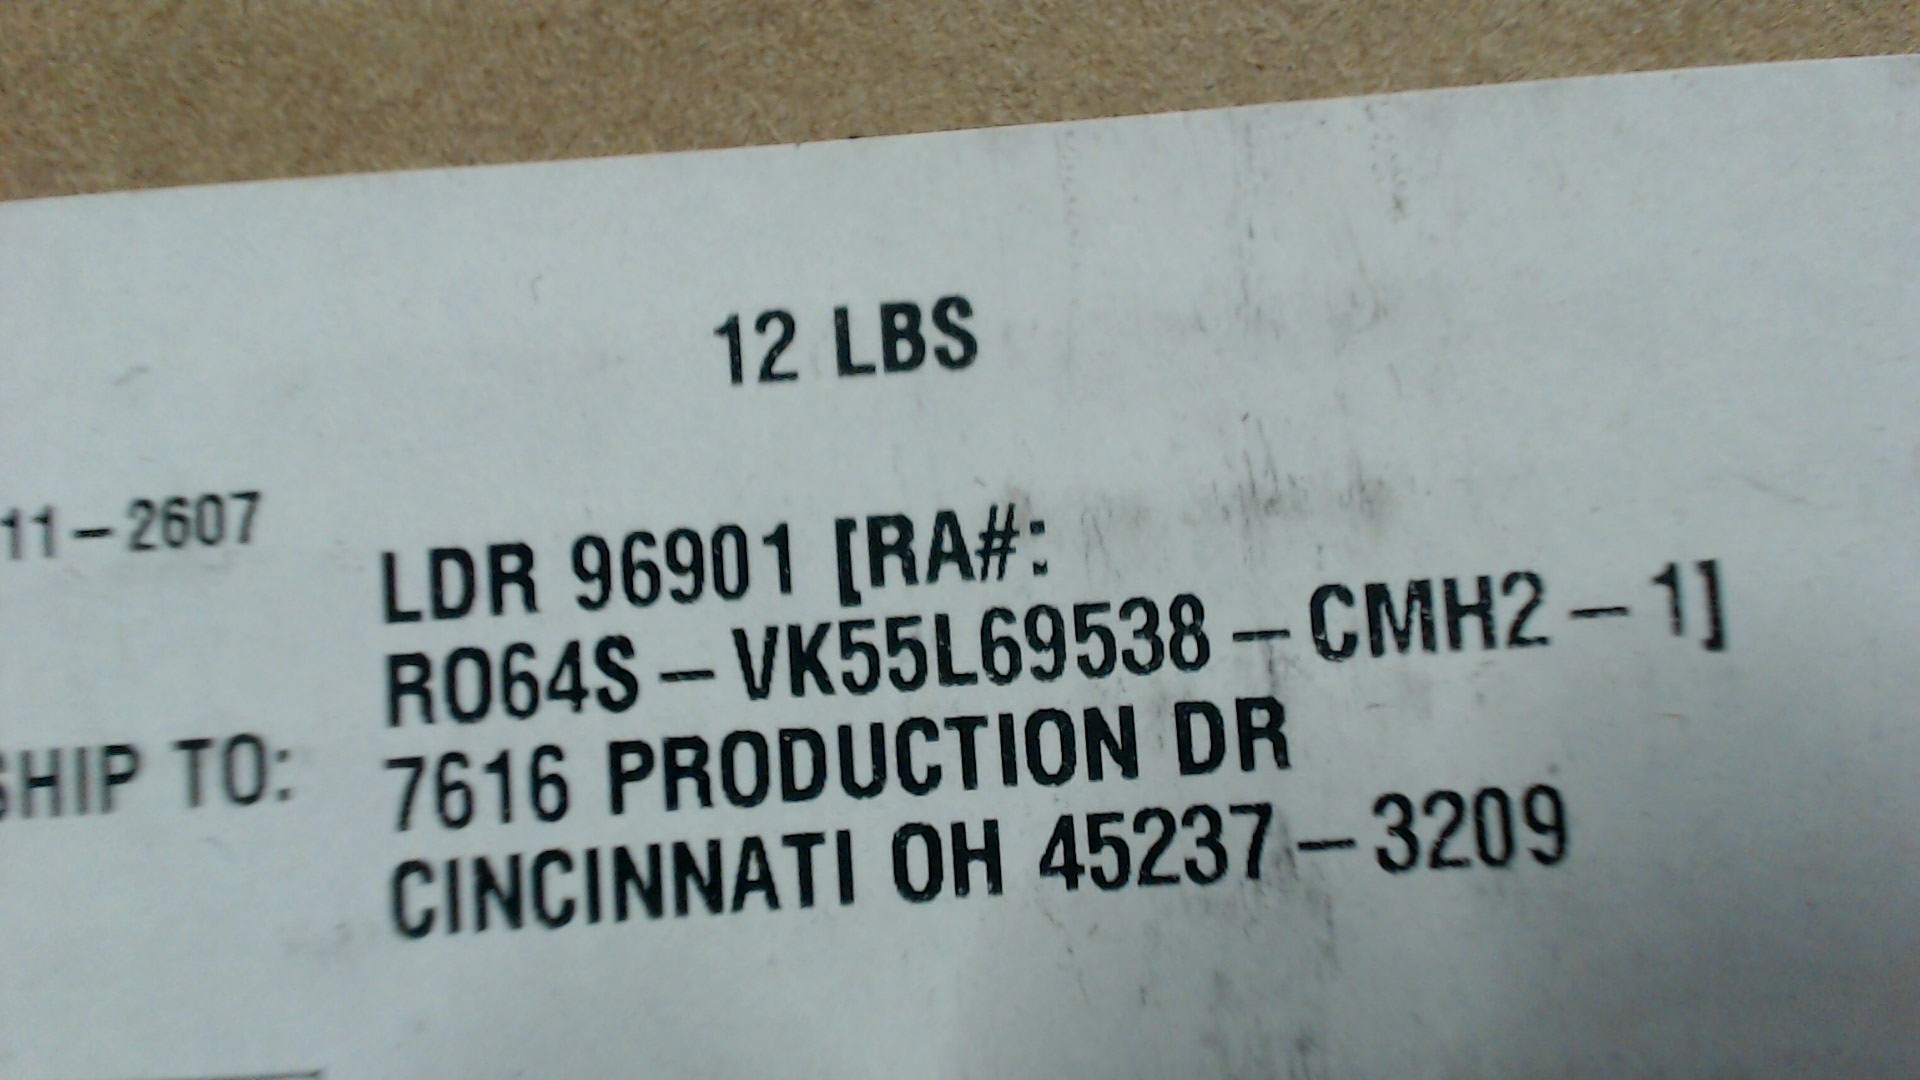 12 LBS
11-2607
LDR 96901 [RA#:
RO64S-VK55L69538-CMH2-1]
SHIP TO:
7616 PRODUCTION DR
CINCINNATI OH 45237-3209